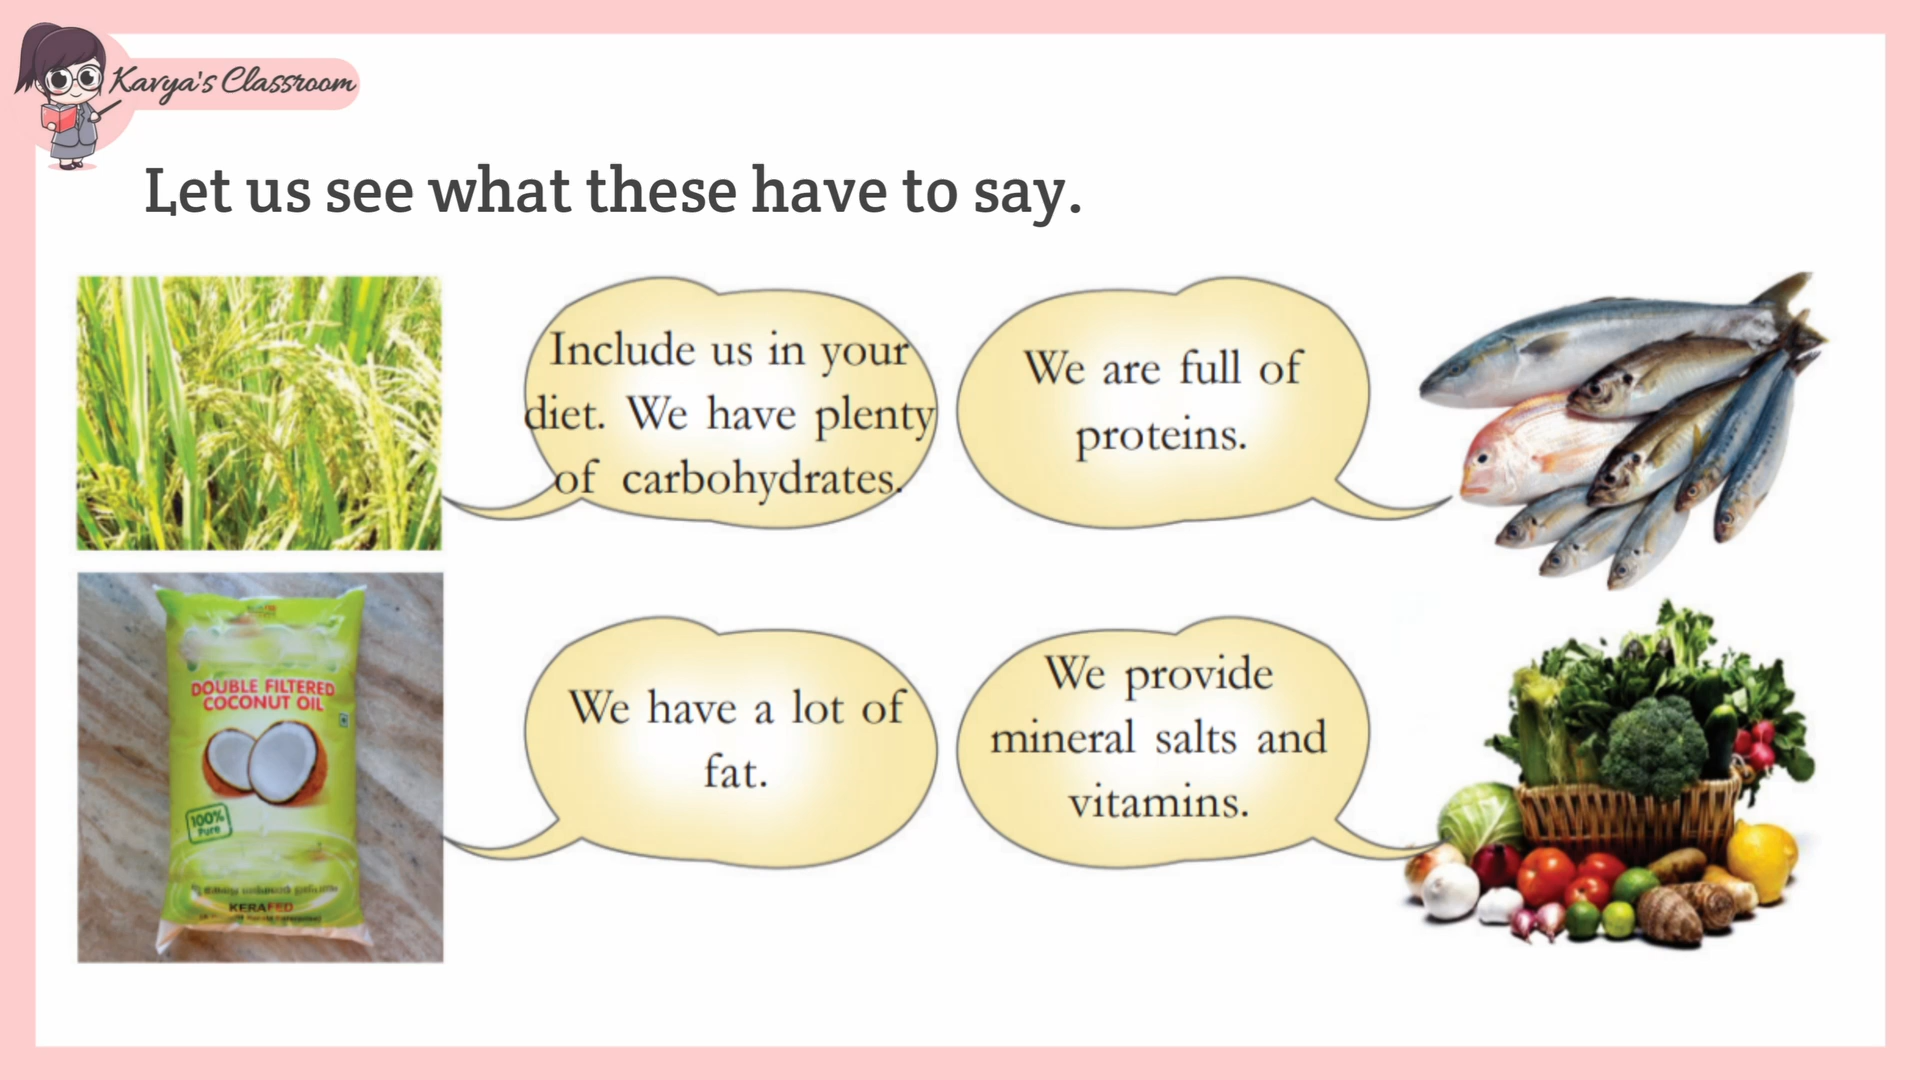 Kavya's Classroom
Let us see what these have to say.
Include us in your
diet. We have plenty
of carbohydrates.
We are full of
proteins.
DOUBLE FILTERED
COCONUT OIL
100%
Pure
KERAFED
We have a lot of
fat.
We provide
mineral salts and
vitamins.